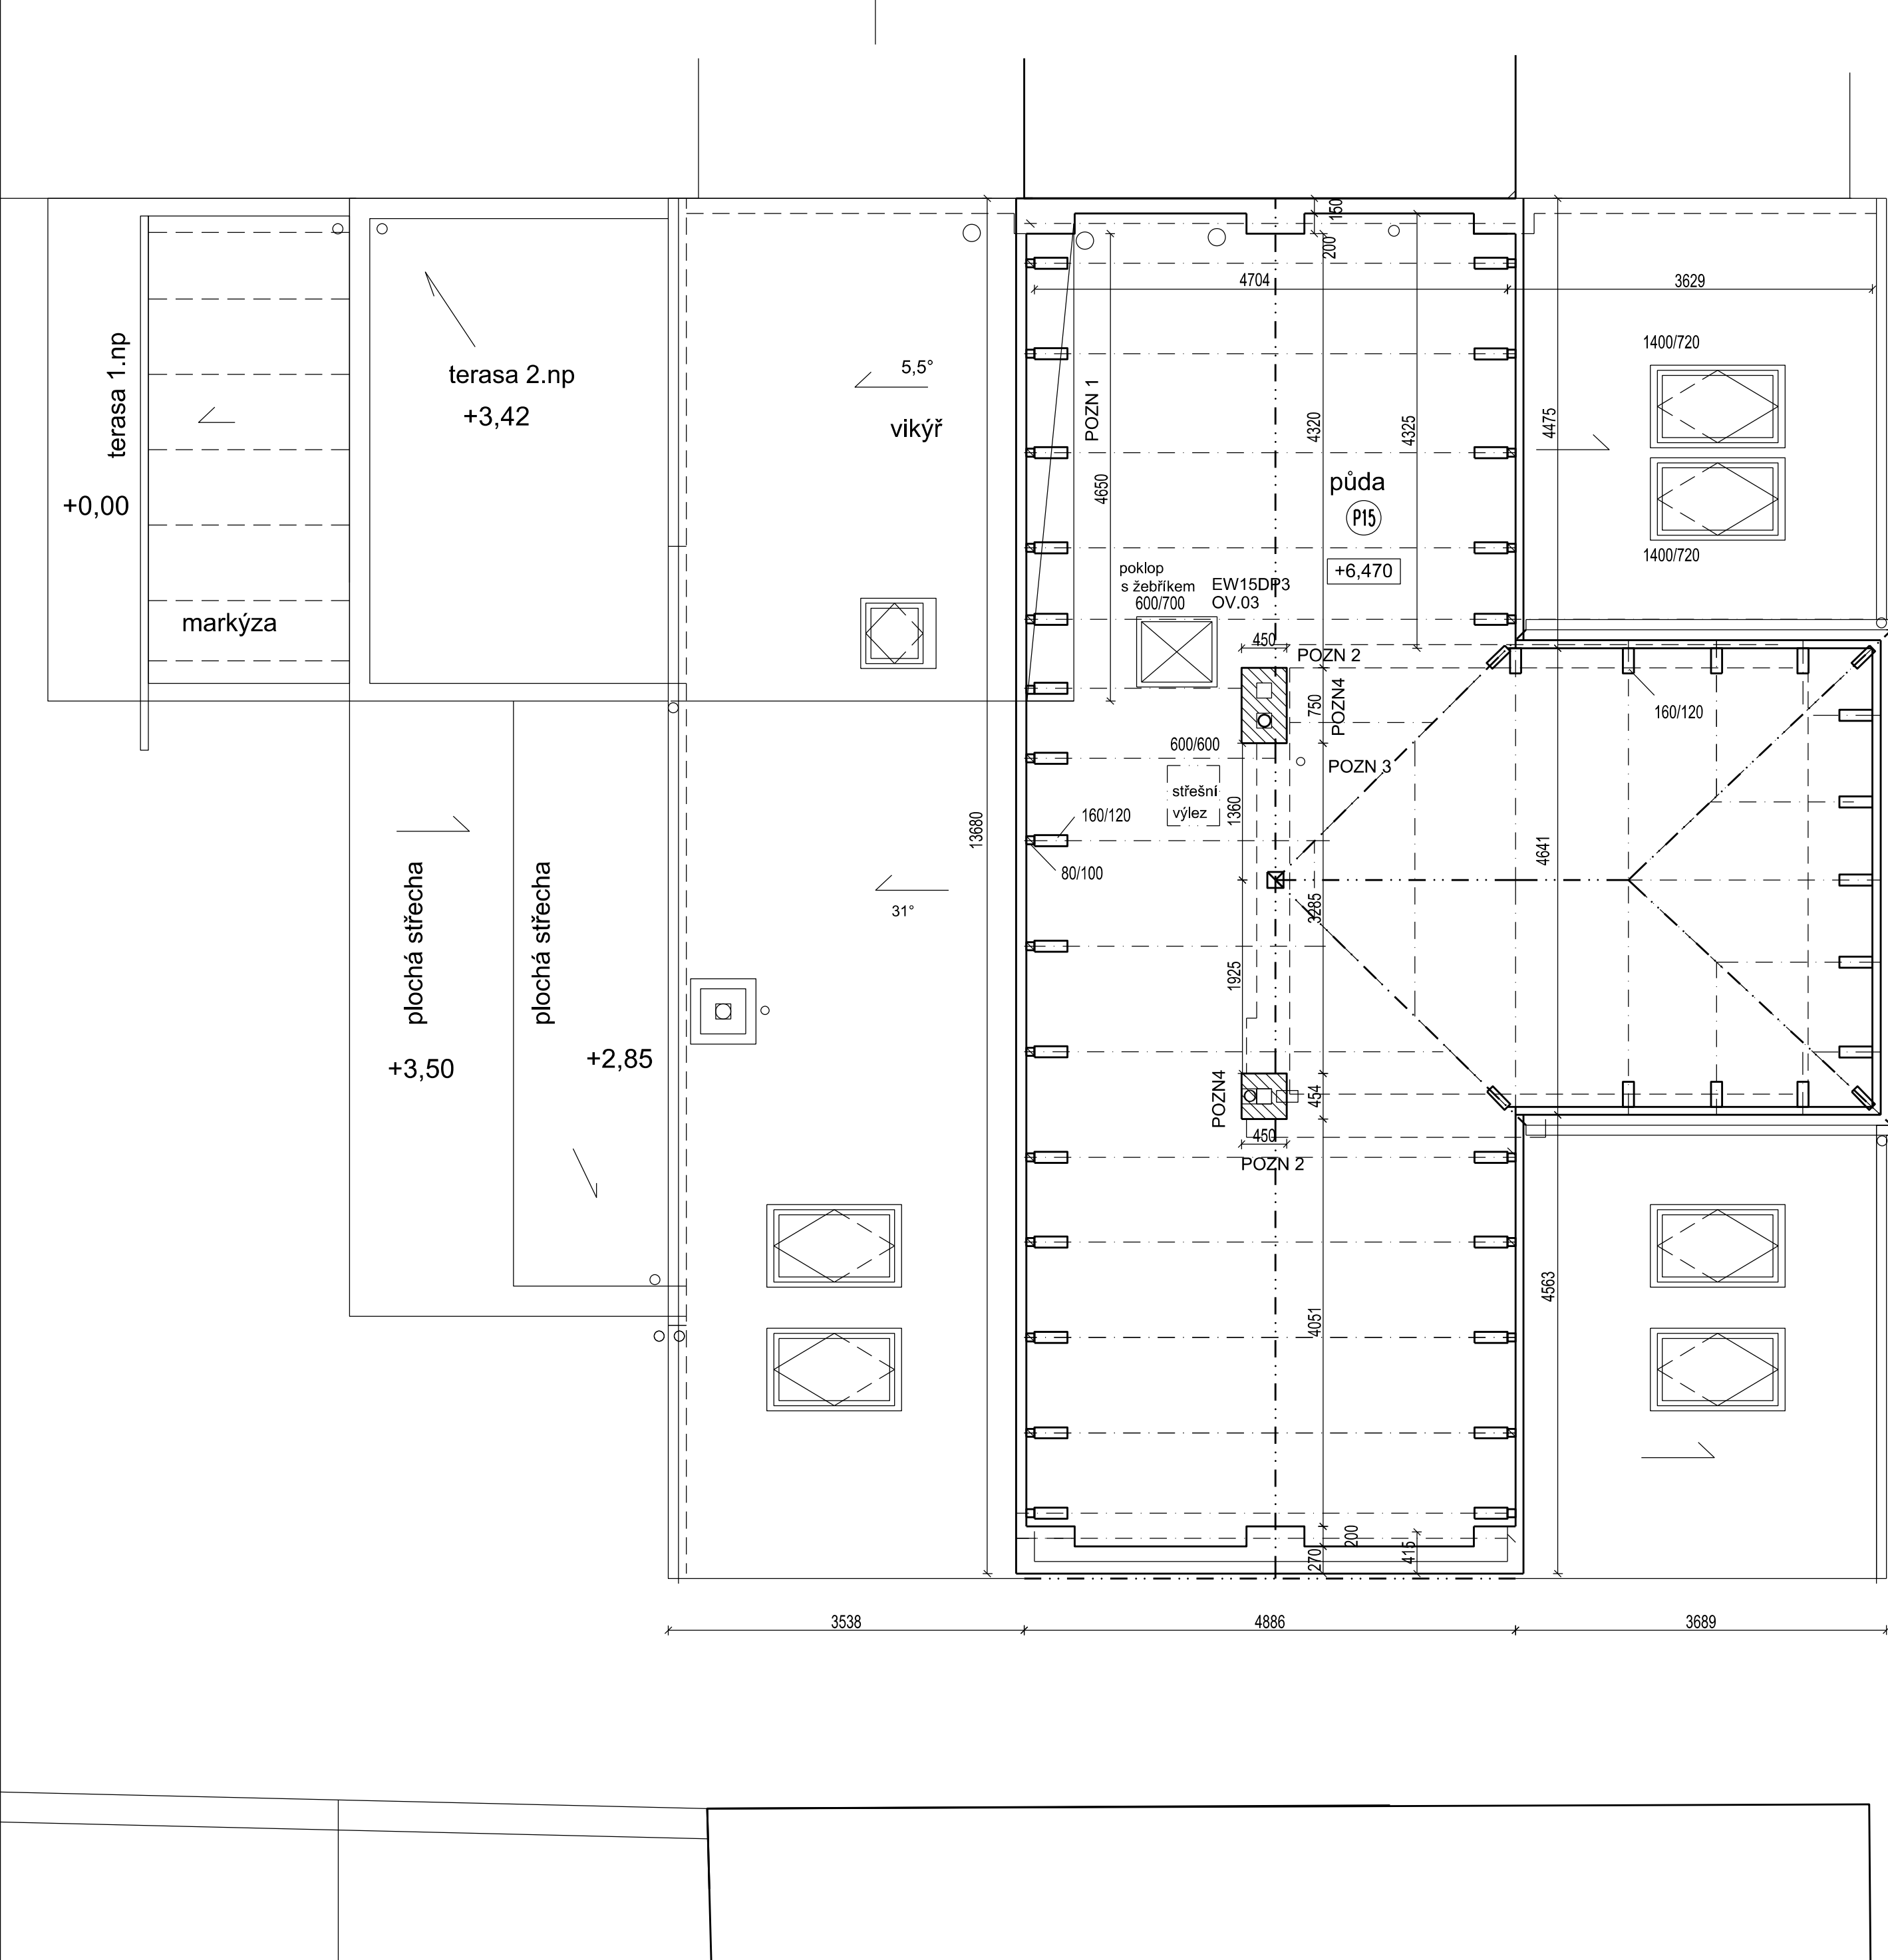 150
200
4704
3629
terasa 1.np
+0,00
terasa 2.np
+3,42
5,5°
vikýř
POZN 1
4650
4320
4325
4475
1400/720
1400/720
půda
P15
+6,470
poklop
s žebříkem
600/700
EW15DP3
OV.03
markýza
450
POZN 2
750
POZN4
160/120
600/600
POZN 3
střešní
výlez
1360
160/120
80/100
13680
4641
plochá střecha
+3,50
plochá střecha
+2,85
31°
3285
1925
POZN4
454
450
POZN 2
4563
4051
200
270
415
3538
4886
3689